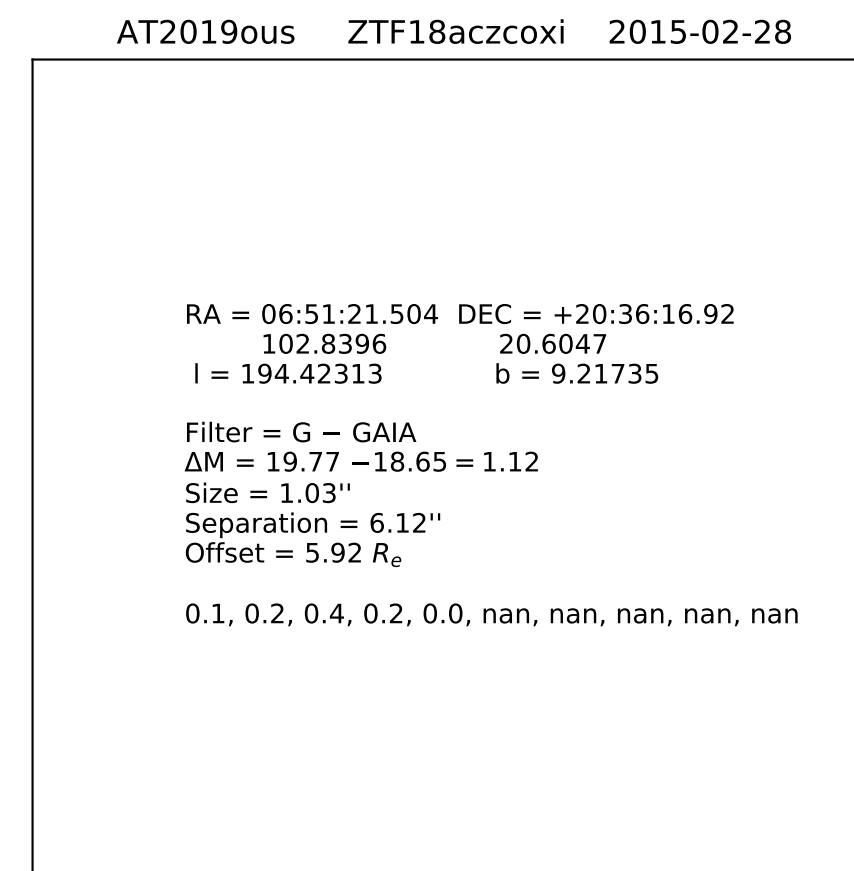 AT2019ous ZTF18aczcoxi 2015-02-28
RA = 06:51:21.504 DEC = +20:36:16.92
102.8396 20.6047
l = 194.42313 b = 9.21735
Filter = G − GAIA
ΔM = 19.77 −18.65 = 1.12
Size = 1.03''
Separation = 6.12''
Offset = 5.92 Rₑ
0.1, 0.2, 0.4, 0.2, 0.0, nan, nan, nan, nan, nan